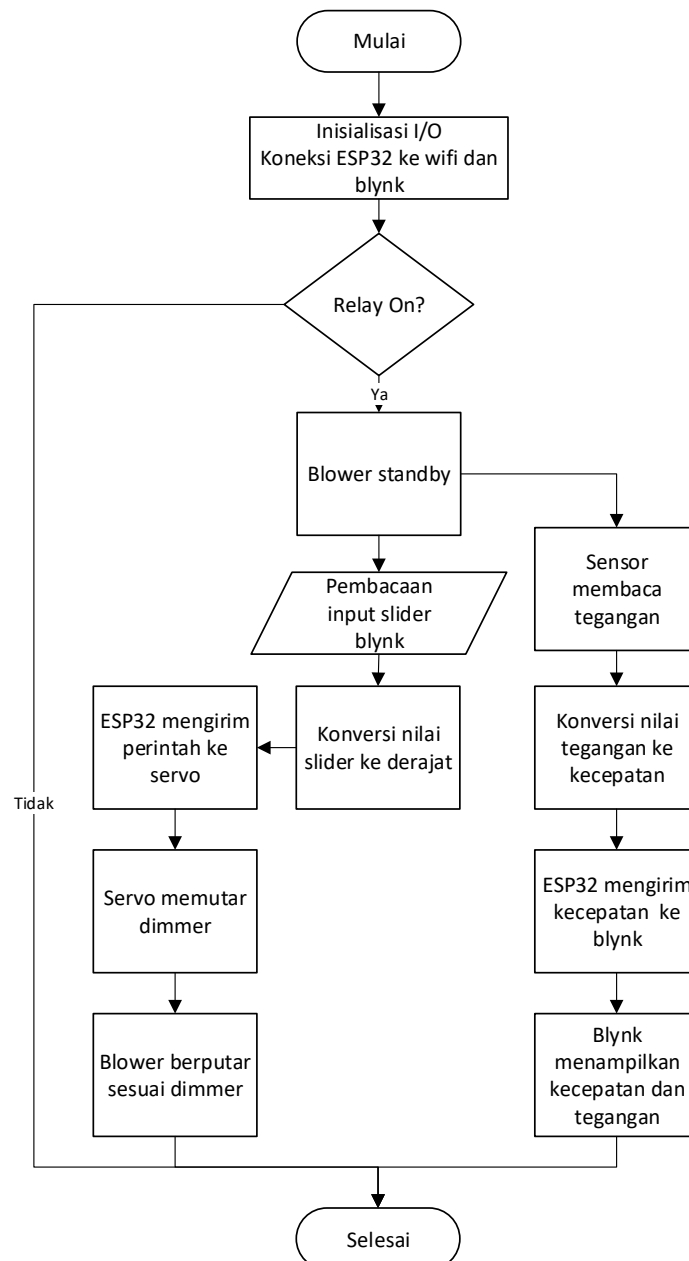 Mulai
Inisialisasi I/O
Koneksi ESP32 ke wifi dan
blynk
Relay On?
Ya
Tidak
Blower standby
Pembacaan
input slider
blynk
Konversi nilai
slider ke derajat
ESP32 mengirim
perintah ke
servo
Servo memutar
dimmer
Blower berputar
sesuai dimmer
Sensor
membaca
tegangan
Konversi nilai
tegangan ke
kecepatan
ESP32 mengirim
kecepatan ke
blynk
Blynk
menampilkan
kecepatan dan
tegangan
Selesai